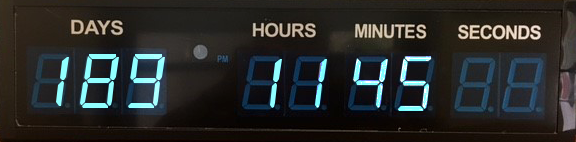 DAYS HOURS MINUTES SECONDS
PM
189 11 45